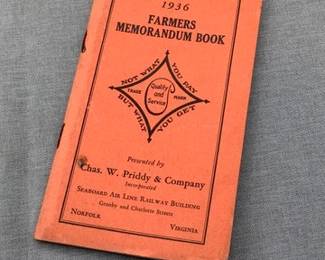 1936
FARMERS
MEMORANDUM BOOK
NOT WHAT YOU PAY
TRADE MARK
Quality
and
Service
BUT WHAT YOU GET
Presented by
Chas. W. Priddy & Company
Incorporated
SEABOARD AIR LINE RAILWAY BUILDING
Granby and Charlotte Streets
NORFOLK VIRGINIA